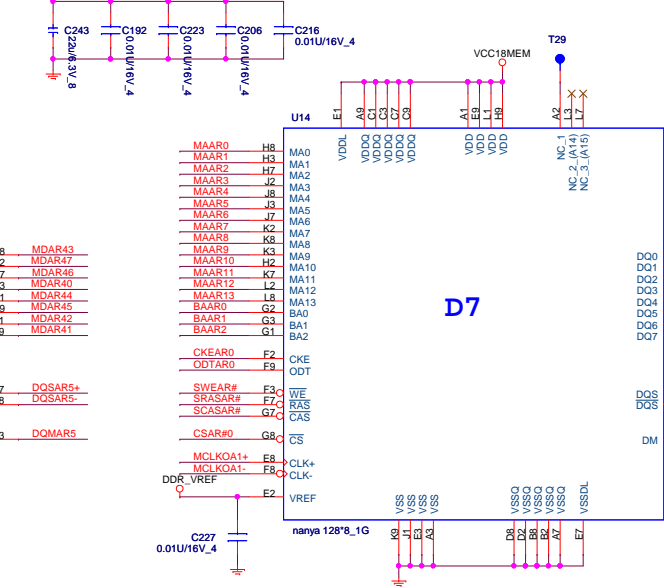 C243
22u/6.3V_8
C192
0.01U/16V_4
C223
0.01U/16V_4
C206
0.01U/16V_4
C216
0.01U/16V_4
VCC18MEM
T29
U14
E1
A9
C1
C3
C7
C9
A1
E9
L1
H9
A2
L3
L7
VDDL
VDDQ
VDDQ
VDDQ
VDDQ
VDDQ
VDD
VDD
VDD
VDD
NC_1
NC_2_(A14)
NC_3_(A15)
MAAR0 H8 MA0
MAAR1 H3 MA1
MAAR2 H7 MA2
MAAR3 J2 MA3
MAAR4 J8 MA4
MAAR5 J3 MA5
MAAR6 J7 MA6
MAAR7 K2 MA7
MAAR8 K8 MA8
MAAR9 K3 MA9
MAAR10 H2 MA10
MAAR11 K7 MA11
MAAR12 L2 MA12
MAAR13 L8 MA13
BAAR0 G2 BA0
BAAR1 G3 BA1
BAAR2 G1 BA2
CKEAR0 F2 CKE
ODTAR0 F9 ODT
SWEAR# F3 WE
SRASAR# F7 RAS
SCASAR# G7 CAS
CSAR#0 G8 CS
MCLKOA1+ E8 CLK+
MCLKOA1- F8 CLK-
DDR_VREF
E2 VREF
MDAR43
MDAR47
MDAR46
MDAR40
MDAR44
MDAR45
MDAR42
MDAR41
DQSAR5+
DQSAR5-
DQMAR5
D7
DQ0
DQ1
DQ2
DQ3
DQ4
DQ5
DQ6
DQ7
DQS
DQS
DM
VSS
VSS
VSS
VSS
VSSQ
VSSQ
VSSQ
VSSQ
VSSQ
VSSDL
K9
J1
E3
A3
D8
D2
B8
B2
A7
E7
nanya 128*8_1G
C227
0.01U/16V_4